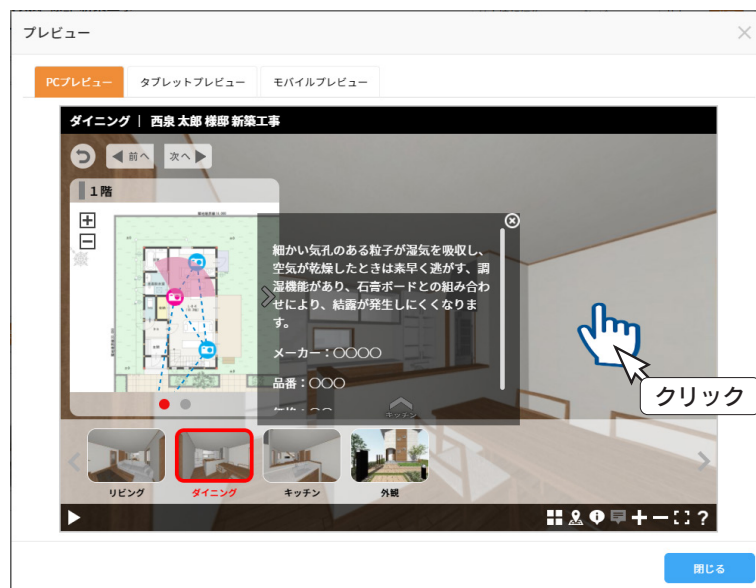 プレビュー
PCプレビュー タブレットプレビュー モバイルプレビュー
ダイニング | 西泉 太郎 様邸 新築工事
前へ 次へ
1階
細かい気孔のある粒子が湿気を吸収し、
空気が乾燥したときは素早く逃がす、調
湿機能があり、石膏ボードとの組み合わ
せにより、結露が発生しにくくなりま
す。
メーカー：〇〇〇〇
品番：〇〇〇
キッチン
クリック
リビング ダイニング キッチン 外観
閉じる